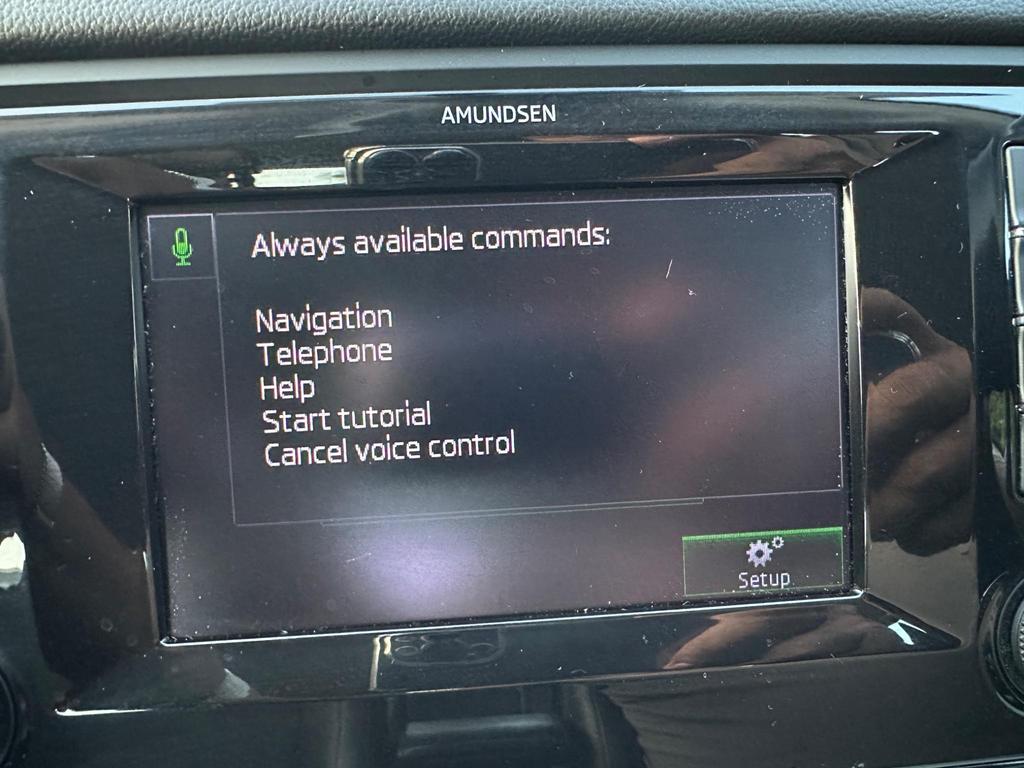 AMUNDSEN
Always available commands:
Navigation
Telephone
Help
Start tutorial
Cancel voice control
Setup